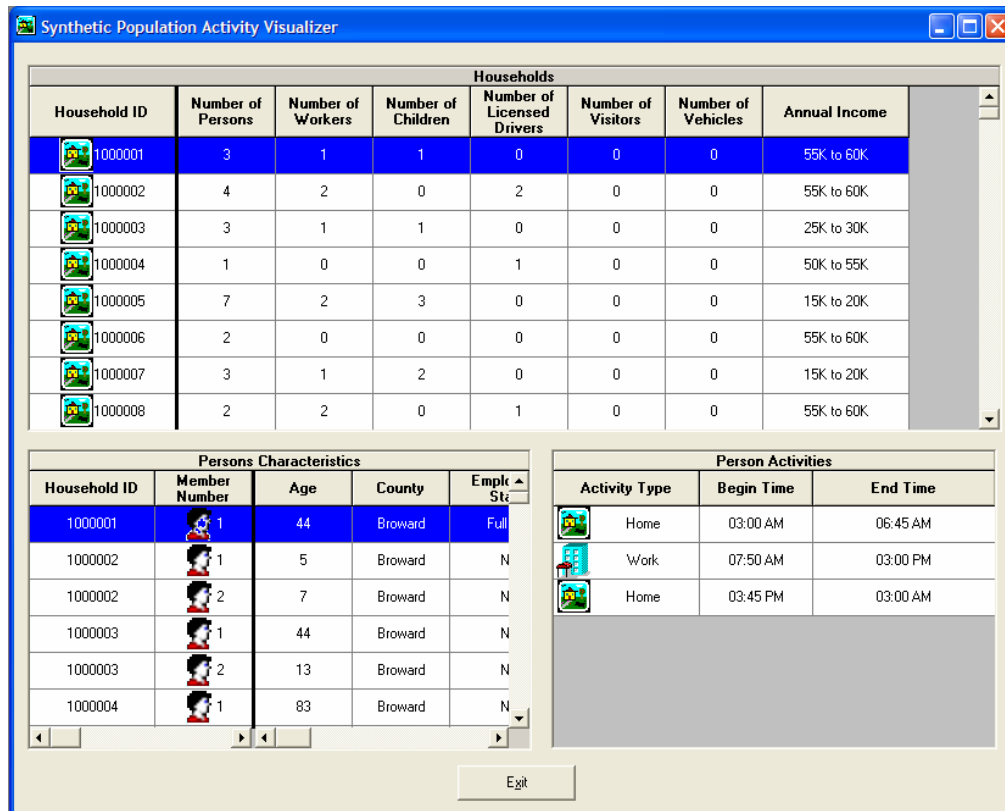 Synthetic Population Activity Visualizer
Households
Household ID Number of Persons Number of Workers Number of Children Number of Licensed Drivers Number of Visitors Number of Vehicles Annual Income
1000001 3 1 1 0 0 0 55K to 60K
1000002 4 2 0 2 0 0 55K to 60K
1000003 3 1 1 0 0 0 25K to 30K
1000004 1 0 0 1 0 0 50K to 55K
1000005 7 2 3 0 0 0 15K to 20K
1000006 2 0 0 0 0 0 55K to 60K
1000007 3 1 2 0 0 0 15K to 20K
1000008 2 2 0 1 0 0 55K to 60K
Persons Characteristics
Household ID Member Number Age County Emplo Sta
1000001 1 44 Broward Full
1000002 1 5 Broward N
1000002 2 7 Broward N
1000003 1 44 Broward N
1000003 2 13 Broward N
1000004 1 83 Broward N
Person Activities
Activity Type Begin Time End Time
Home 03:00 AM 06:45 AM
Work 07:50 AM 03:00 PM
Home 03:45 PM 03:00 AM
Exit